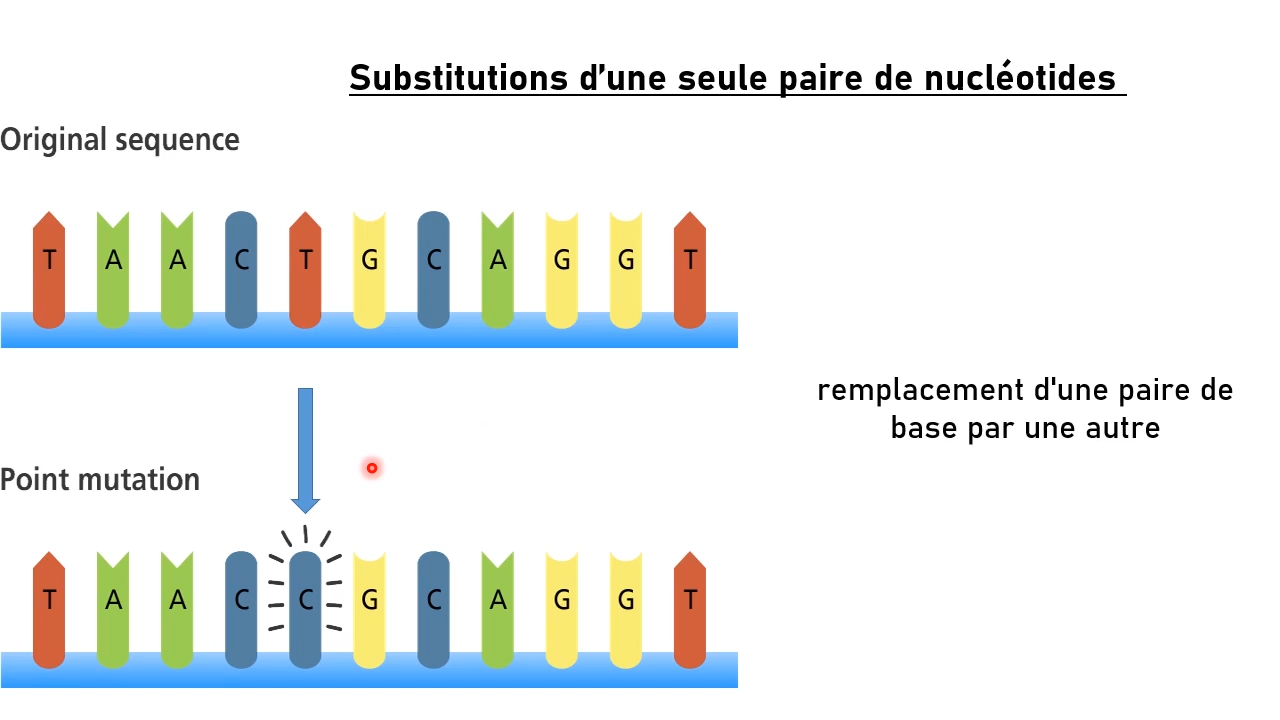 Substitutions d’une seule paire de nucléotides
Original sequence
T A A C T G C A G G T
remplacement d'une paire de
base par une autre
Point mutation
T A A C C G C A G G T